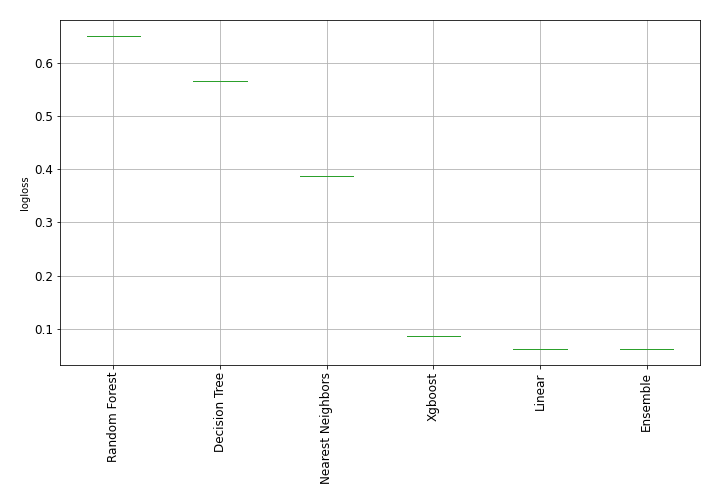 0.6
0.5
0.4
0.3
0.2
0.1
logloss
Random Forest
Decision Tree
Nearest Neighbors
Xgboost
Linear
Ensemble